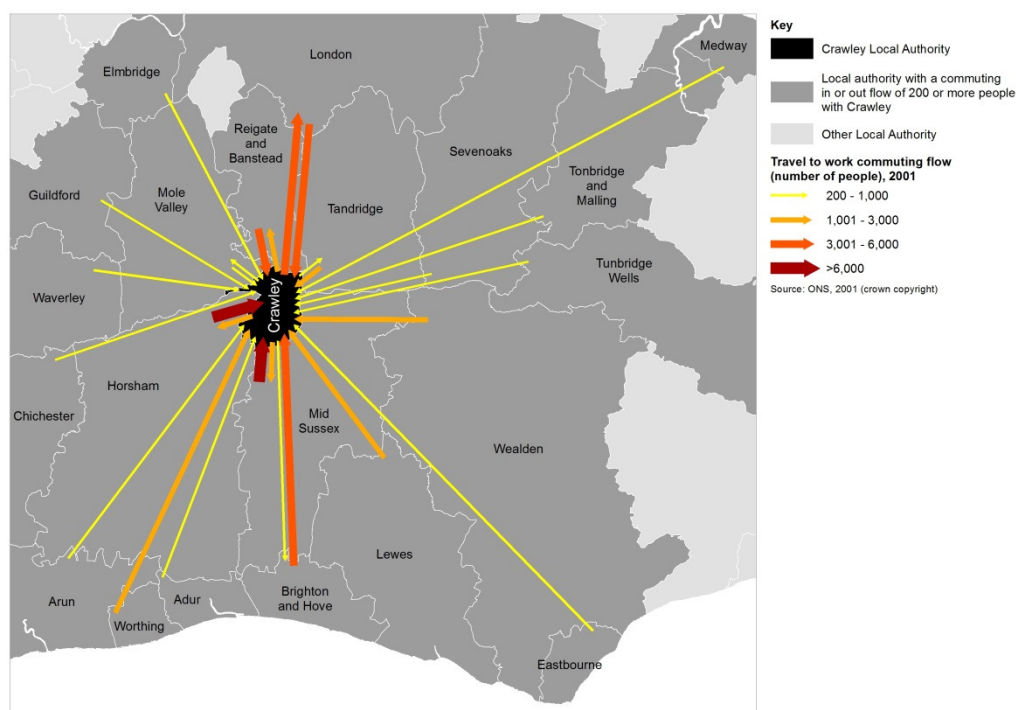 Medway
London
Elmbridge
Reigate
and
Banstead
Sevenoaks
Tonbridge
and
Malling
Guildford
Mole
Valley
Tandridge
Tunbridge
Wells
Waverley
Crawley
Horsham
Chichester
Mid
Sussex
Wealden
Lewes
Arun
Adur
Brighton
and Hove
Worthing
Eastbourne
Key
Crawley Local Authority
Local authority with a commuting
in or out flow of 200 or more people
with Crawley
Other Local Authority
Travel to work commuting flow
(number of people), 2001
200 - 1,000
1,001 - 3,000
3,001 - 6,000
>6,000
Source: ONS, 2001 (crown copyright)